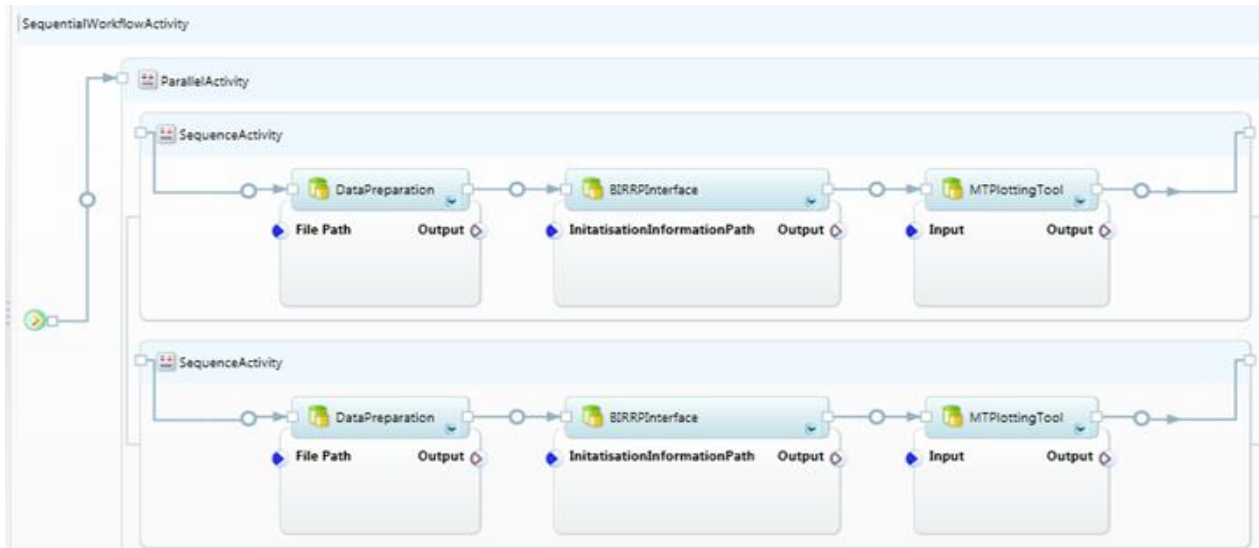 SequentialWorkflowActivity
ParallelActivity
SequenceActivity
DataPreparation BIRRPInterface MTPlottingTool
File Path Output InitatisationInformationPath Output Input Output
SequenceActivity
DataPreparation BIRRPInterface MTPlottingTool
File Path Output InitatisationInformationPath Output Input Output